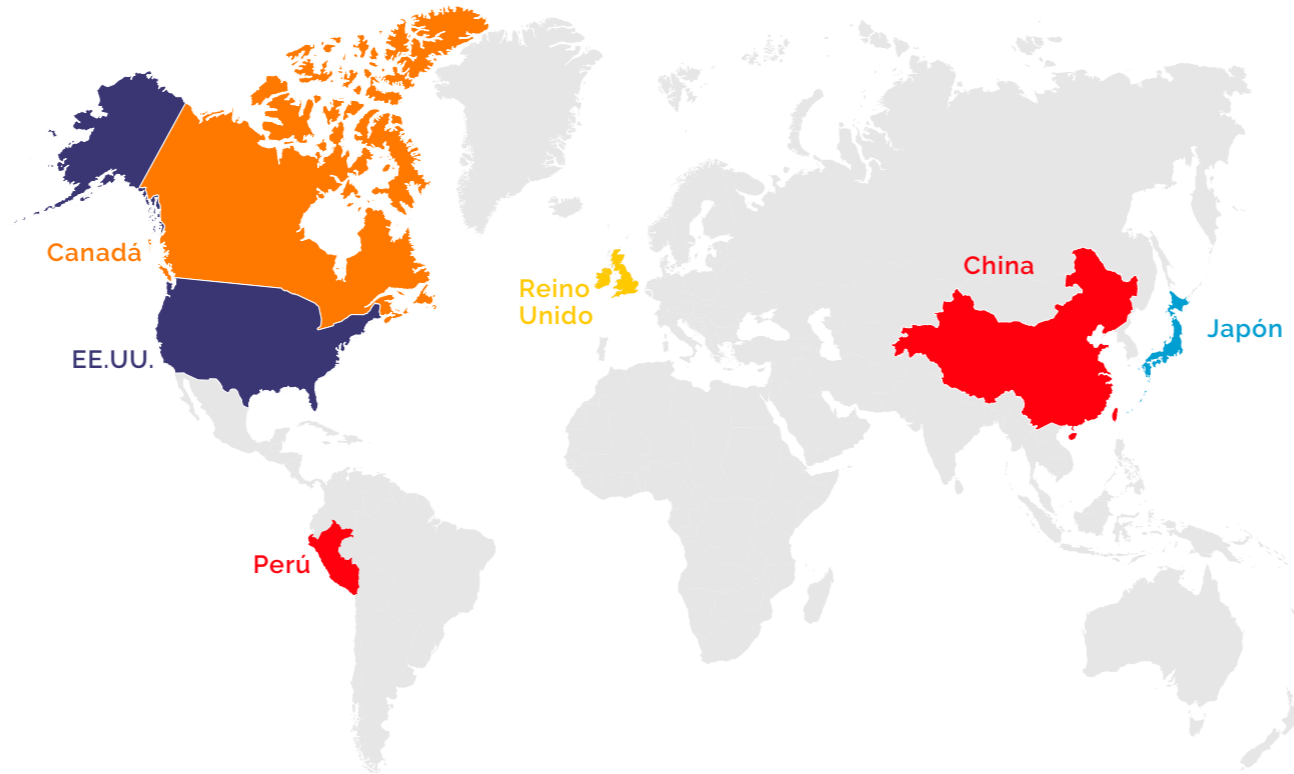 Canadá
China
Reino
Unido
Japón
EE.UU.
Perú